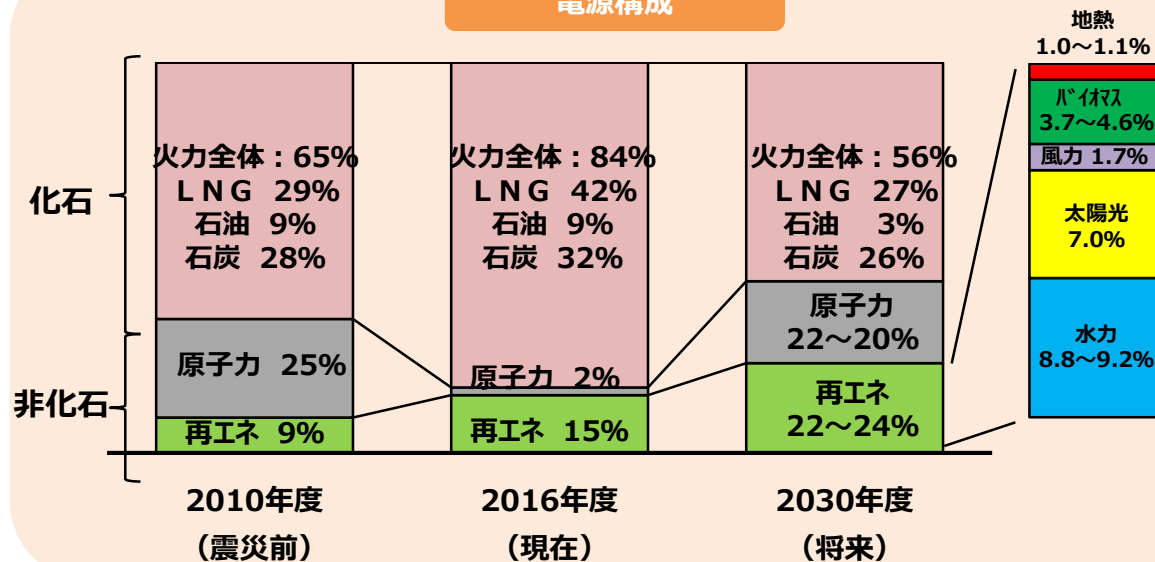 電源構成
化石
非化石
火力全体：65%
ＬＮＧ 29%
石油 9%
石炭 28%
原子力 25%
再エネ 9%
2010年度
（震災前）
火力全体：84%
ＬＮＧ 42%
石油 9%
石炭 32%
原子力 2%
再エネ 15%
2016年度
（現在）
火力全体：56%
ＬＮＧ 27%
石油 3%
石炭 26%
原子力
22～20%
再エネ
22～24%
2030年度
（将来）
地熱
1.0～1.1%
ﾊﾞｲｵﾏｽ
3.7～4.6%
風力 1.7%
太陽光
7.0%
水力
8.8～9.2%